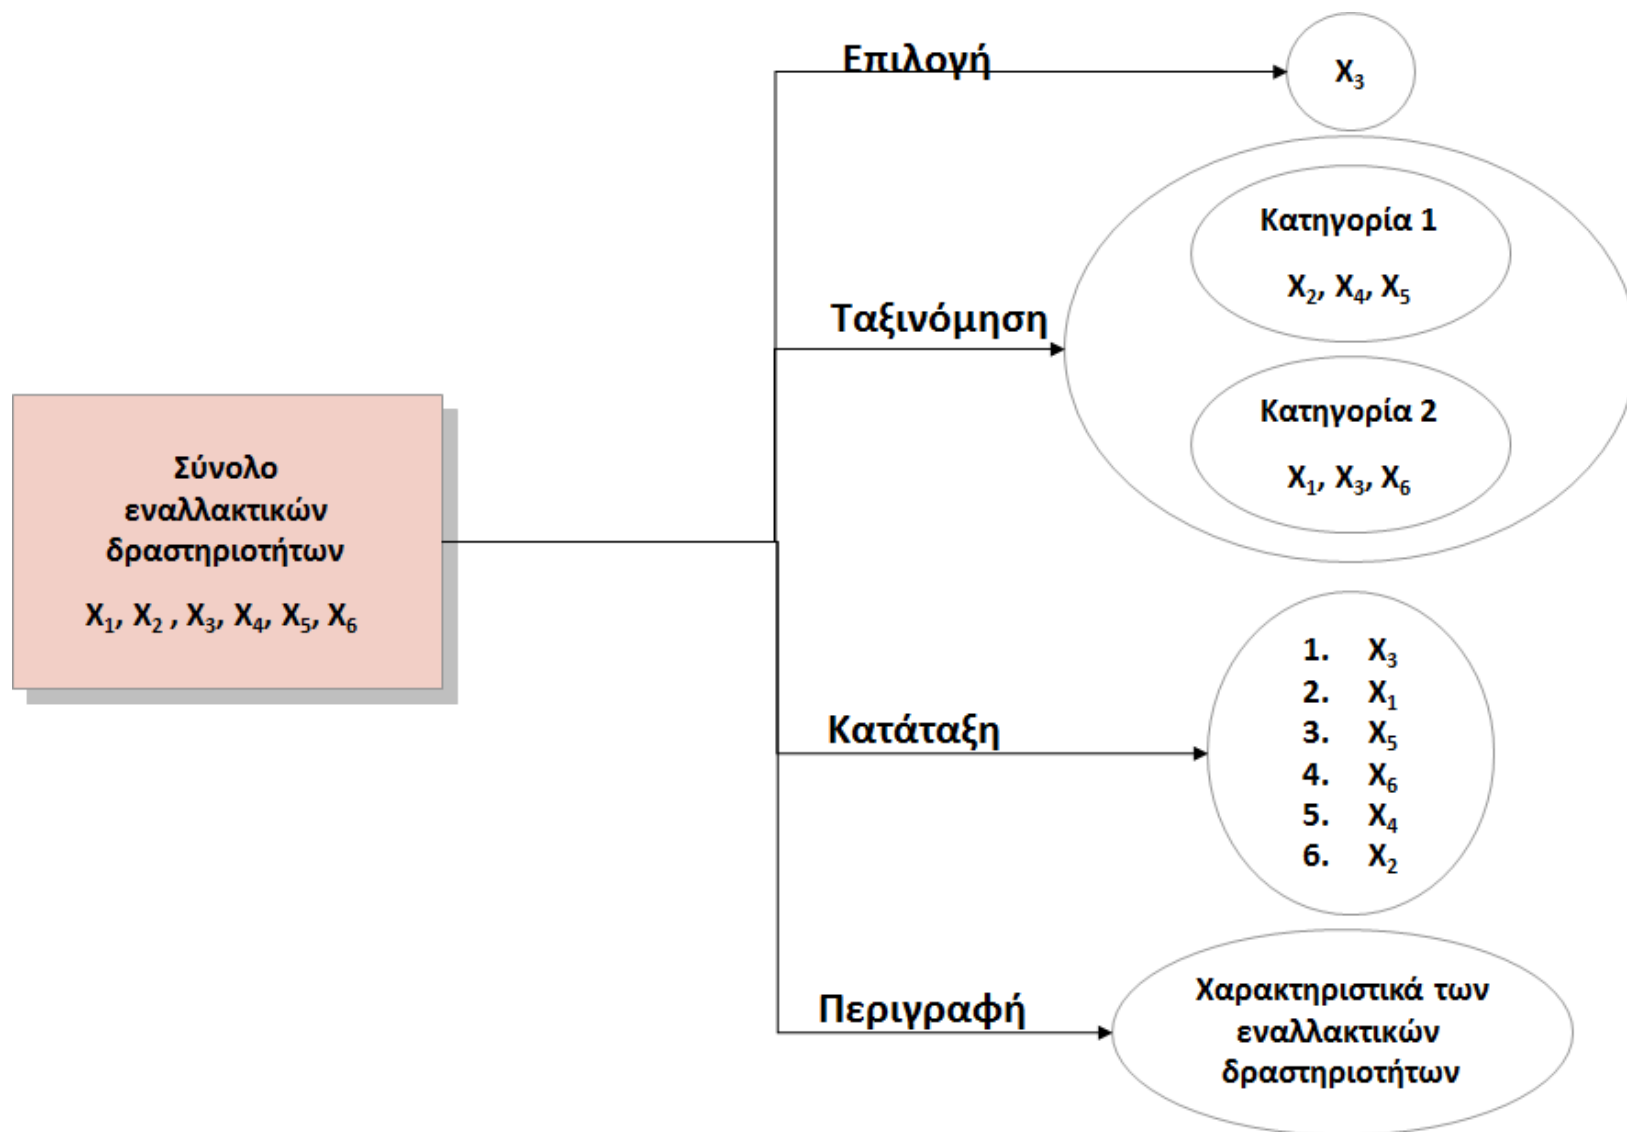 Επιλογή
X₃
Κατηγορία 1
X₂, X₄, X₅
Ταξινόμηση
Κατηγορία 2
X₁, X₃, X₆
Σύνολο
εναλλακτικών
δραστηριοτήτων
X₁, X₂ , X₃, X₄, X₅, X₆
Κατάταξη
1. X₃
2. X₁
3. X₅
4. X₆
5. X₄
6. X₂
Περιγραφή
Χαρακτηριστικά των
εναλλακτικών
δραστηριοτήτων